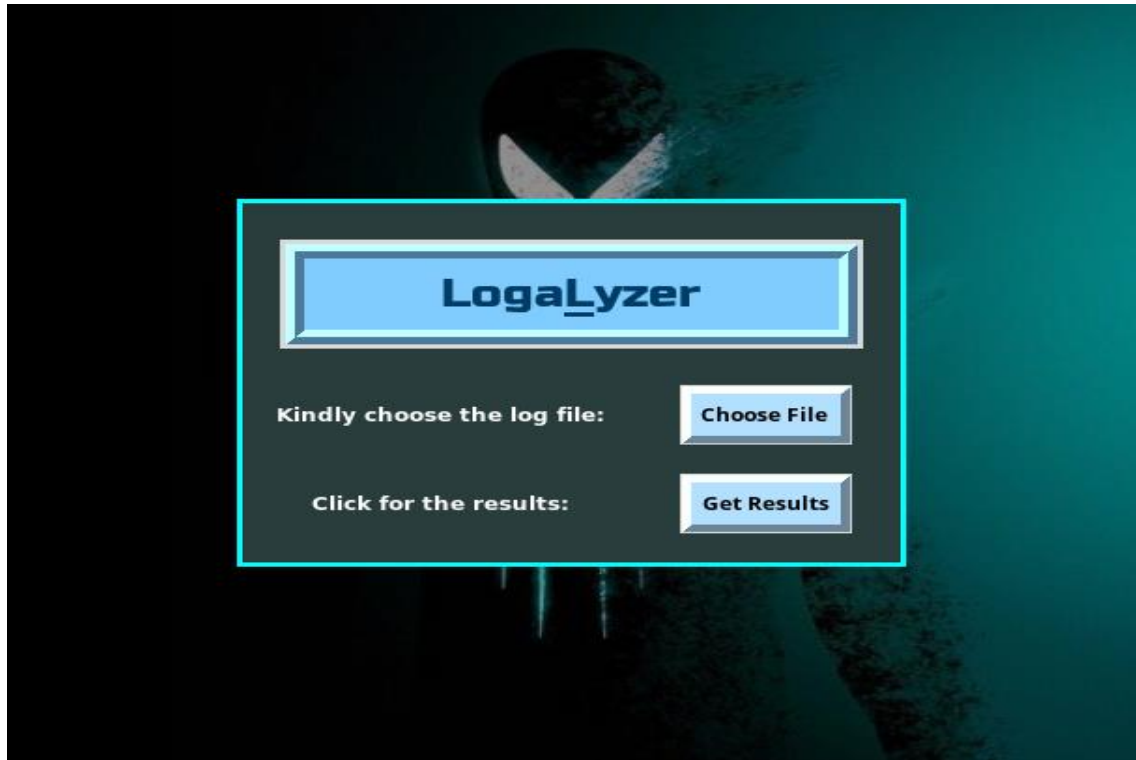 LogaLyzer
Kindly choose the log file:
Choose File
Click for the results:
Get Results